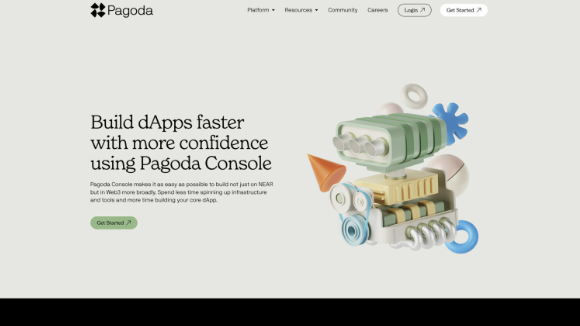 Pagoda
Platform Resources Community Careers Login Get Started
Build dApps faster
with more confidence
using Pagoda Console
Pagoda Console makes it as easy as possible to build not just on NEAR
but in Web3 more broadly. Spend less time spinning up infrastructure
and tools and more time building your core dApp.
Get Started